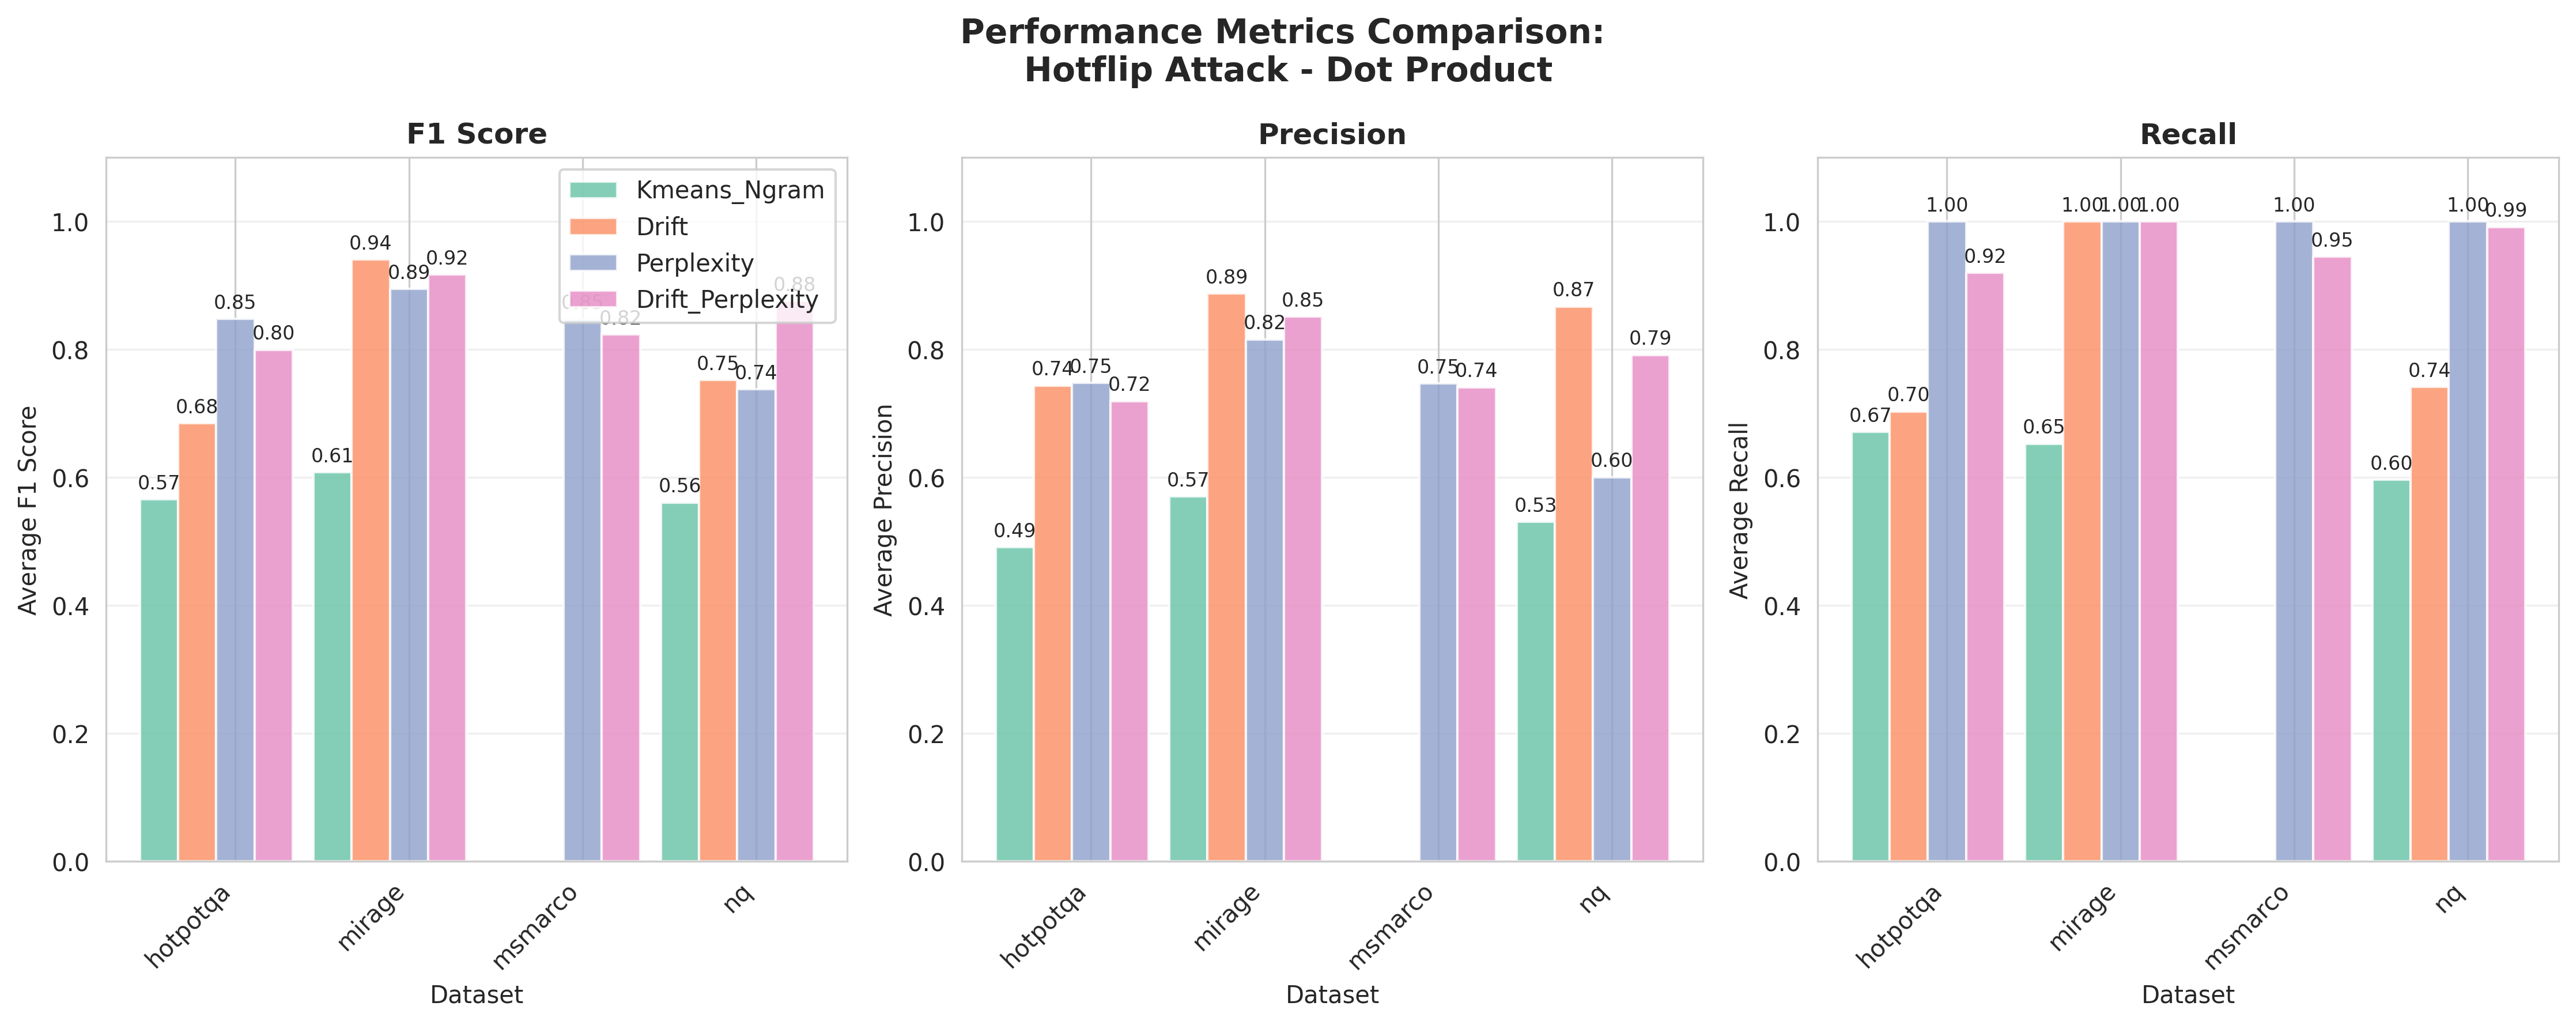 Performance Metrics Comparison:
Hotflip Attack - Dot Product
F1 Score
Average F1 Score
1.0
0.8
0.6
0.4
0.2
0.0
0.57
0.68
0.85
0.80
0.61
0.94
0.89
0.92
0.85
0.82
0.56
0.75
0.74
0.88
Kmeans_Ngram
Drift
Perplexity
Drift_Perplexity
hotpotqa
mirage
msmarco
nq
Dataset
Precision
Average Precision
1.0
0.8
0.6
0.4
0.2
0.0
0.49
0.74
0.75
0.72
0.57
0.89
0.82
0.85
0.75
0.74
0.53
0.87
0.60
0.79
hotpotqa
mirage
msmarco
nq
Dataset
Recall
Average Recall
1.0
0.8
0.6
0.4
0.2
0.0
0.67
0.70
1.00
0.92
0.65
1.00
1.00
1.00
1.00
0.95
0.60
0.74
1.00
0.99
hotpotqa
mirage
msmarco
nq
Dataset